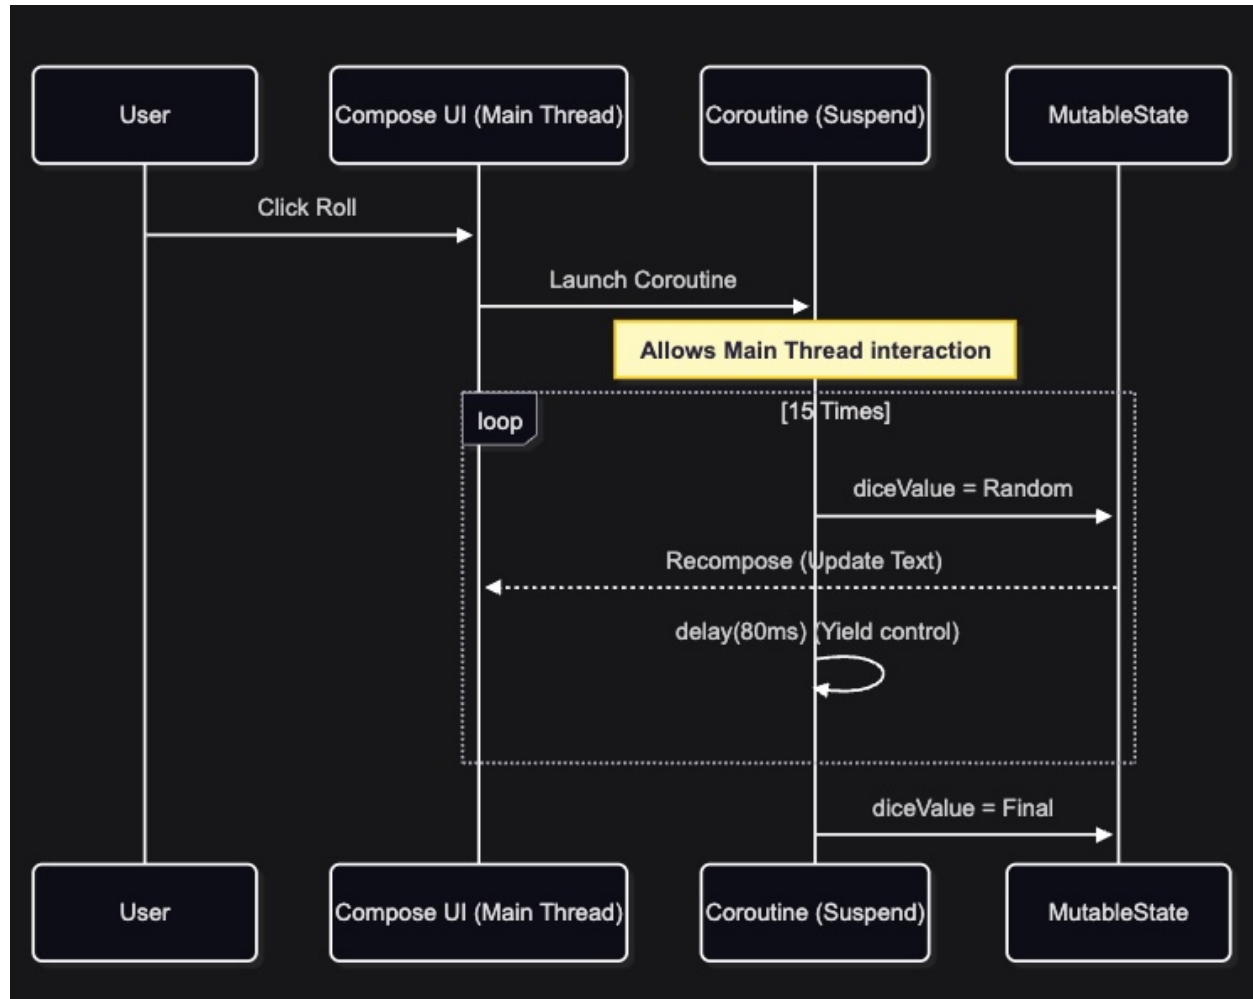 User
Compose UI (Main Thread)
Coroutine (Suspend)
MutableState
Click Roll
Launch Coroutine
Allows Main Thread interaction
loop
[15 Times]
diceValue = Random
Recompose (Update Text)
delay(80ms) (Yield control)
diceValue = Final
User
Compose UI (Main Thread)
Coroutine (Suspend)
MutableState